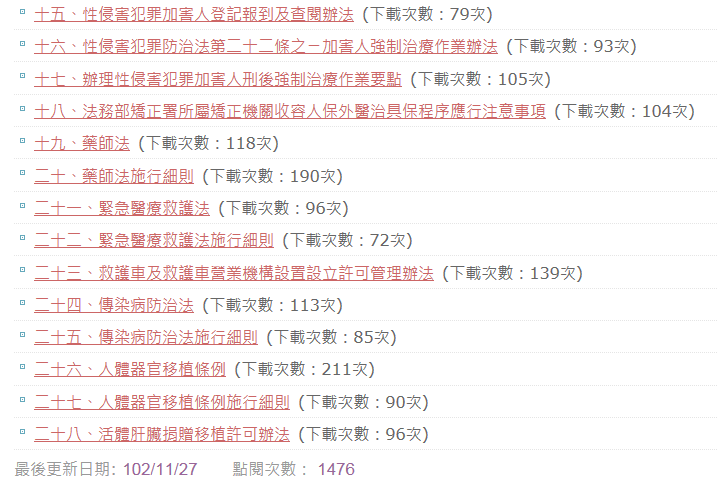 十五、性侵害犯罪加害人登記報到及查閱辦法 (下載次數：79次)
十六、性侵害犯罪防治法第二十二條之一加害人強制治療作業辦法 (下載次數：93次)
十七、辦理性侵害犯罪加害人刑後強制治療作業要點 (下載次數：105次)
十八、法務部矯正署所屬矯正機關收容人保外醫治具保程序應行注意事項 (下載次數：104次)
十九、藥師法 (下載次數：118次)
二十、藥師法施行細則 (下載次數：190次)
二十一、緊急醫療救護法 (下載次數：96次)
二十二、緊急醫療救護法施行細則 (下載次數：72次)
二十三、救護車及救護車營業機構設置設立許可管理辦法 (下載次數：139次)
二十四、傳染病防治法 (下載次數：113次)
二十五、傳染病防治法施行細則 (下載次數：85次)
二十六、人體器官移植條例 (下載次數：211次)
二十七、人體器官移植條例施行細則 (下載次數：90次)
二十八、活體肝臟捐贈移植許可辦法 (下載次數：96次)
最後更新日期: 102/11/27 點閱次數： 1476